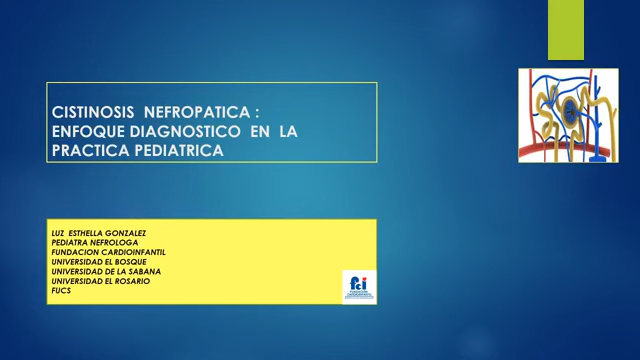 CISTINOSIS NEFROPATICA :
ENFOQUE DIAGNOSTICO EN LA
PRACTICA PEDIATRICA
LUZ ESTHELLA GONZALEZ
PEDIATRA NEFROLOGA
FUNDACION CARDIOINFANTIL
UNIVERSIDAD EL BOSQUE
UNIVERSIDAD DE LA SABANA
UNIVERSIDAD EL ROSARIO
FUCS
fci